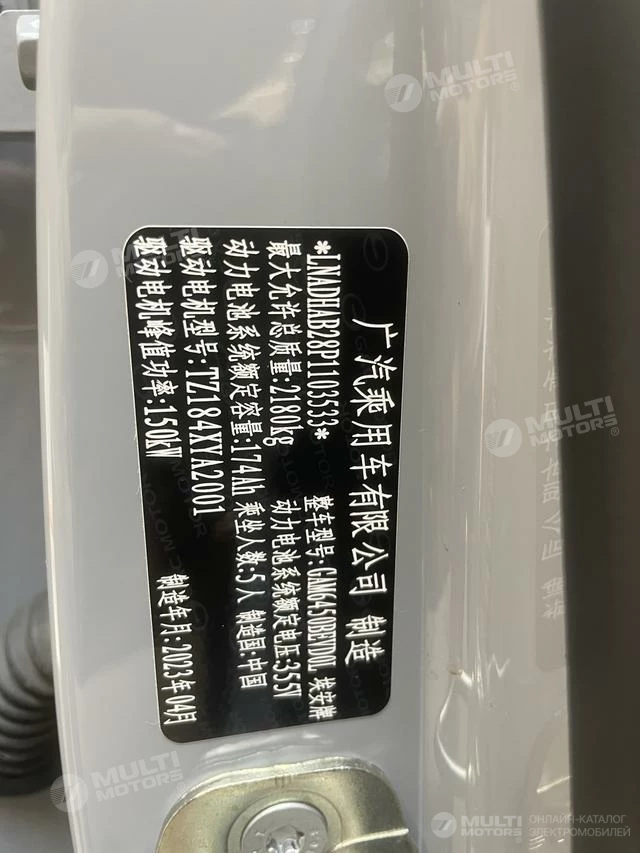 广汽乘用车有限公司 制造
*LNADHAB28P1103533* 整车型号: 埃安牌
最大允许总质量:2180kg 动力电池系统额定电压:355V
动力电池系统额定容量:174Ah 乘坐人数:5人 制造国:中国
驱动电机型号:TZ184XYA2001
驱动电机峰值功率:150kW 制造年月:2023年04月
MULTI MOTORS®
MULTI MOTORS®
MULTI MOTORS®
MULTI MOTORS®
MULTI MOTORS®
ОНЛАЙН-КАТАЛОГ ЭЛЕКТРОМОБИЛЕЙ